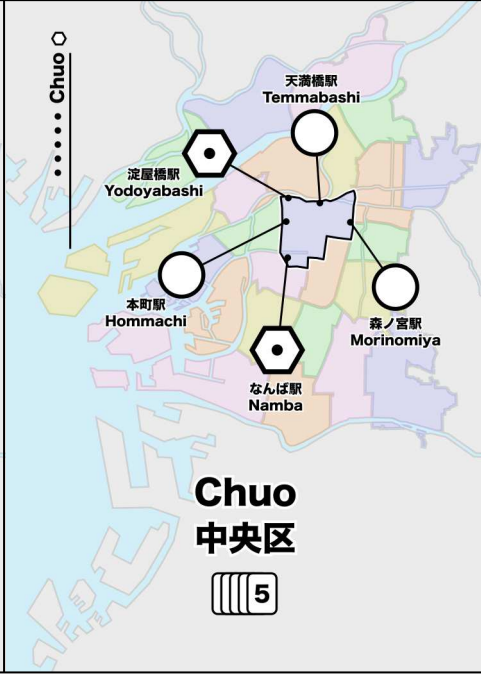 Chuo
天満橋駅
Temmabashi
淀屋橋駅
Yodoyabashi
本町駅
Hommachi
森ノ宮駅
Morinomiya
なんば駅
Namba
Chuo
中央区
5